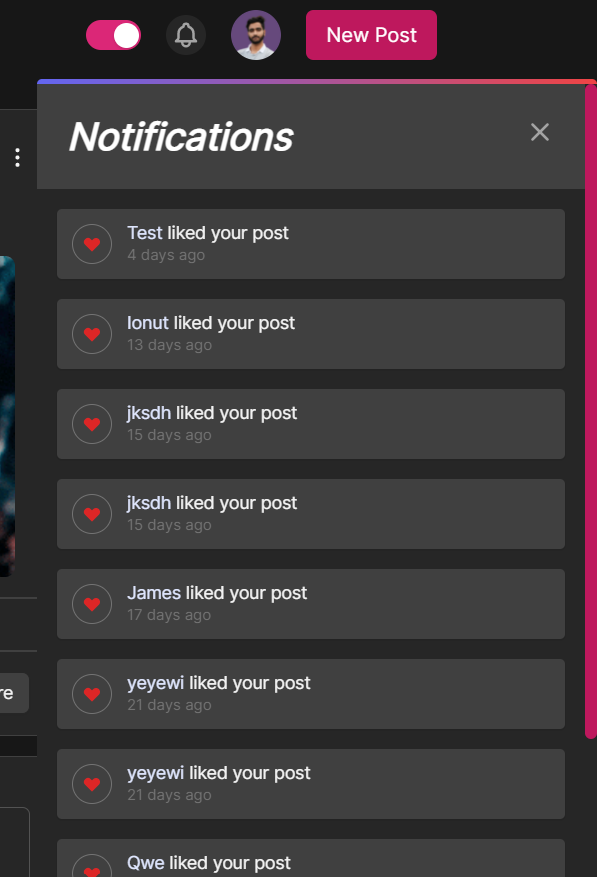 New Post
Notifications
Test liked your post
4 days ago
Ionut liked your post
13 days ago
jksdh liked your post
15 days ago
jksdh liked your post
15 days ago
James liked your post
17 days ago
yeyewi liked your post
21 days ago
re
yeyewi liked your post
21 days ago
Qwe liked your post